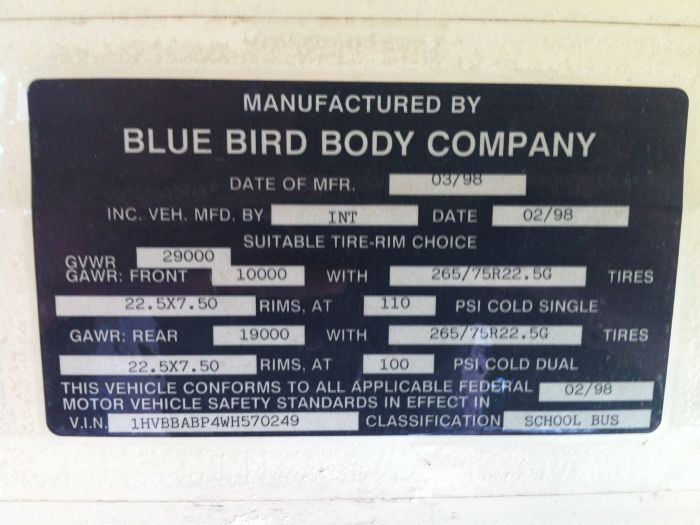 MANUFACTURED BY
BLUE BIRD BODY COMPANY
DATE OF MFR. 03/98
INC. VEH. MFD. BY INT DATE 02/98
SUITABLE TIRE-RIM CHOICE
GVWR 29000
GAWR: FRONT 10000 WITH 265/75R22.5G TIRES
22.5X7.50 RIMS, AT 110 PSI COLD SINGLE
GAWR: REAR 19000 WITH 265/75R22.5G TIRES
22.5X7.50 RIMS, AT 100 PSI COLD DUAL
THIS VEHICLE CONFORMS TO ALL APPLICABLE FEDERAL
MOTOR VEHICLE SAFETY STANDARDS IN EFFECT IN 02/98
V.I.N. 1HVBBABP4WH570249 CLASSIFICATION SCHOOL BUS